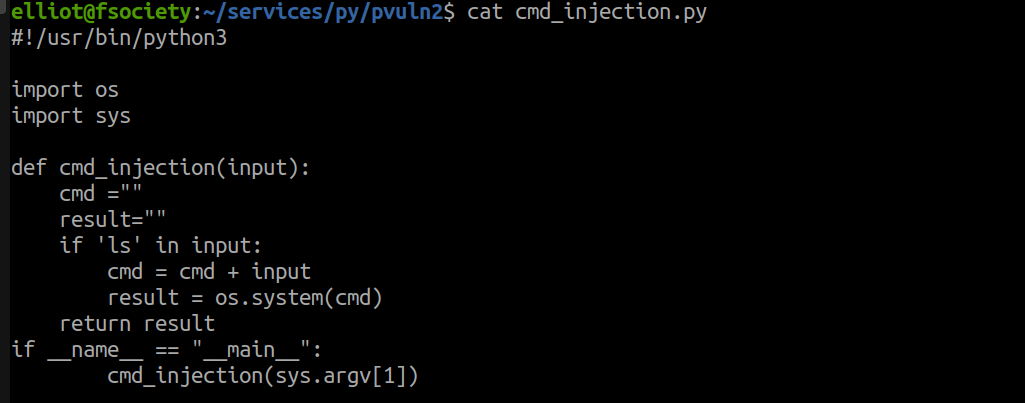 elliot@fsociety:~/services/py/pvuln2$ cat cmd_injection.py
#!/usr/bin/python3

import os
import sys

def cmd_injection(input):
    cmd =""
    result=""
    if 'ls' in input:
        cmd = cmd + input
        result = os.system(cmd)
    return result
if __name__ == "__main__":
        cmd_injection(sys.argv[1])